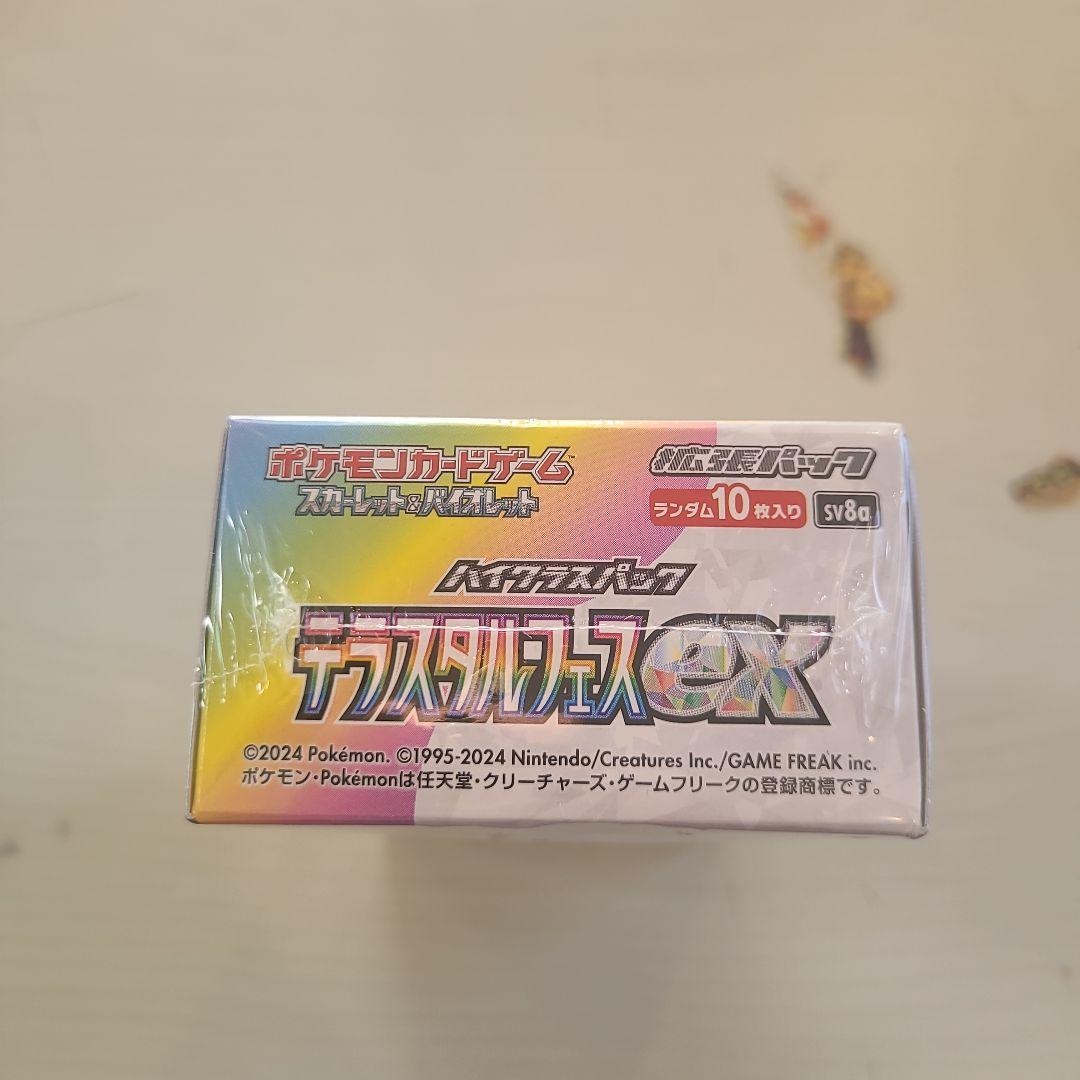 ポケモンカードゲーム
スカーレット&バイオレット
拡張パック
ランダム10枚入り SV8a
ハイクラスパック
テラスタルフェスex
©2024 Pokémon. ©1995-2024 Nintendo/Creatures Inc./GAME FREAK inc.
ポケモン・Pokémonは任天堂・クリーチャーズ・ゲームフリークの登録商標です。